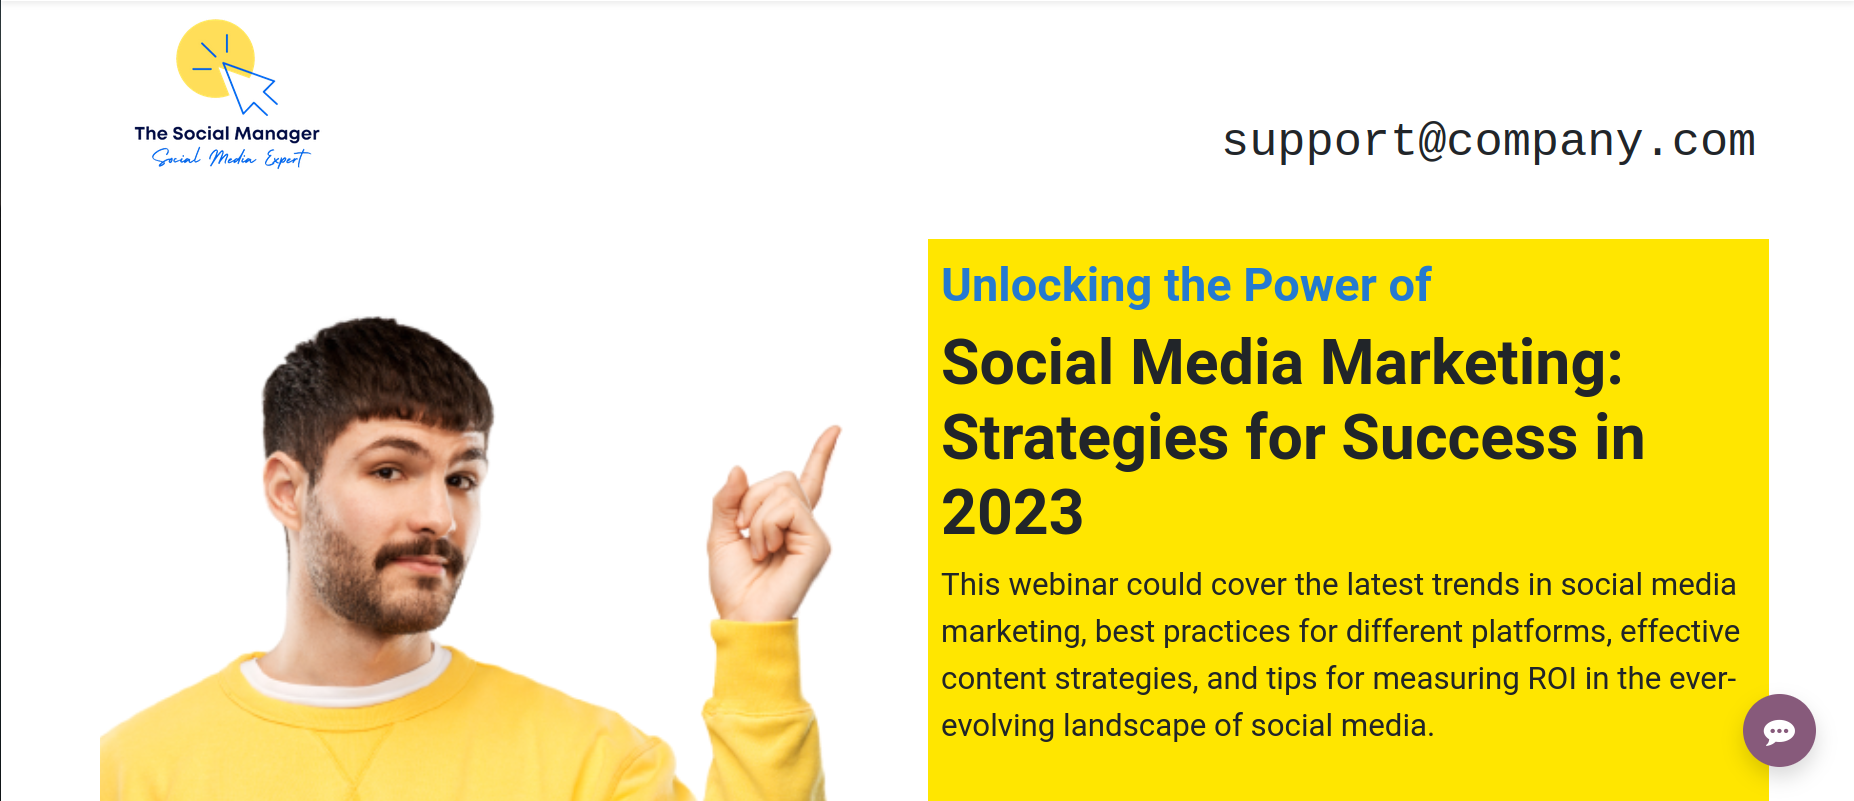 The Social Manager
Social Media Expert
support@company.com
Unlocking the Power of
Social Media Marketing:
Strategies for Success in
2023
This webinar could cover the latest trends in social media
marketing, best practices for different platforms, effective
content strategies, and tips for measuring ROI in the ever-
evolving landscape of social media.